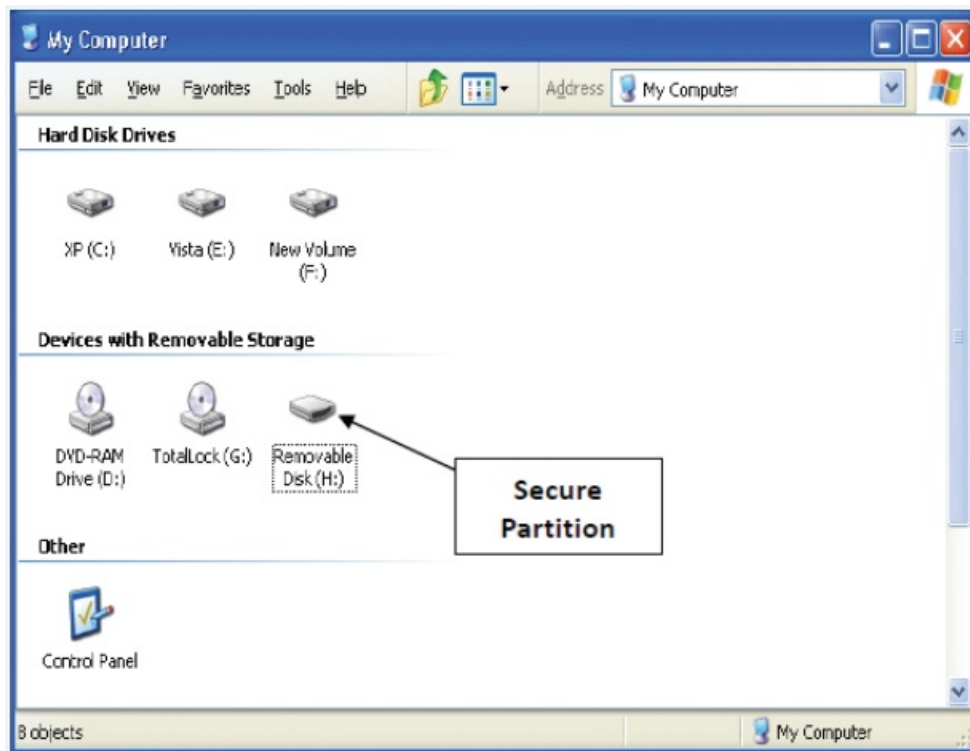 My Computer
File Edit View Favorites Tools Help Address My Computer
Hard Disk Drives
XP (C:) Vista (E:) New Volume
(F:)
Devices with Removable Storage
DVD-RAM TotalLock (G:) Removable
Drive (D:) Disk (H:)
Secure
Partition
Other
Control Panel
8 objects My Computer